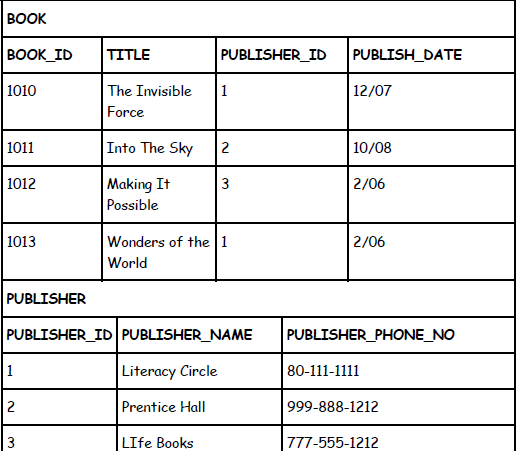 BOOK
BOOK_ID TITLE PUBLISHER_ID PUBLISH_DATE
1010 The Invisible 1 12/07
Force
1011 Into The Sky 2 10/08
1012 Making It 3 2/06
Possible
1013 Wonders of the 1 2/06
World
PUBLISHER
PUBLISHER_ID PUBLISHER_NAME PUBLISHER_PHONE_NO
1 Literacy Circle 80-111-1111
2 Prentice Hall 999-888-1212
3 LIfe Books 777-555-1212